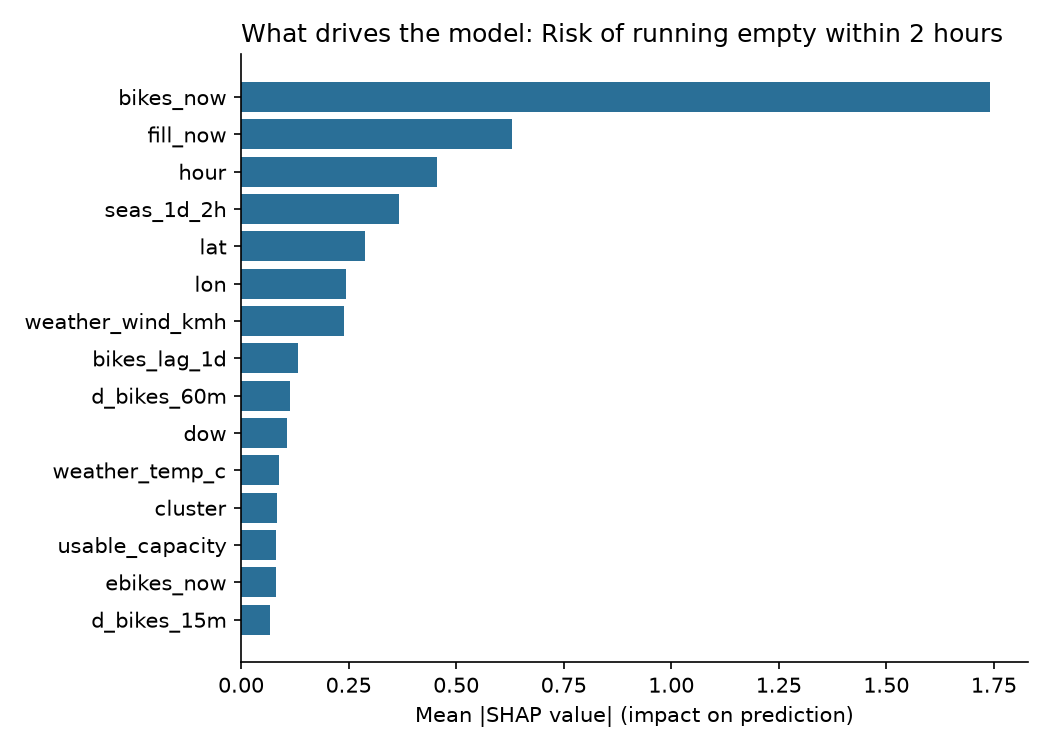 What drives the model: Risk of running empty within 2 hours
bikes_now
fill_now
hour
seas_1d_2h
lat
lon
weather_wind_kmh
bikes_lag_1d
d_bikes_60m
dow
weather_temp_c
cluster
usable_capacity
ebikes_now
d_bikes_15m
0.00 0.25 0.50 0.75 1.00 1.25 1.50 1.75
Mean |SHAP value| (impact on prediction)